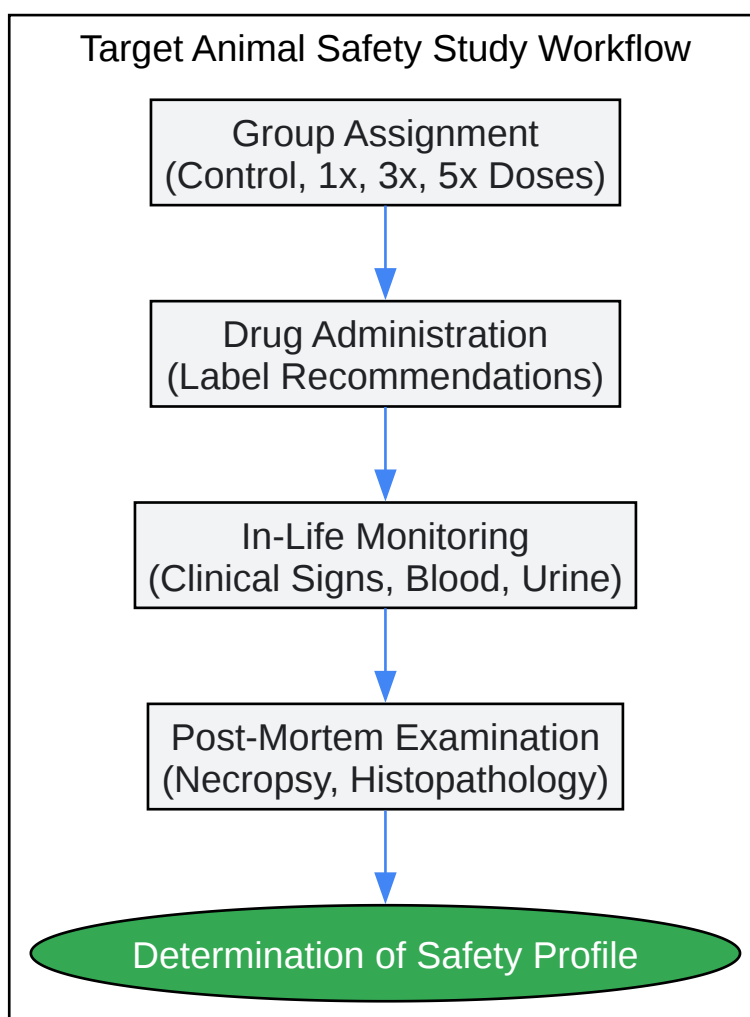 Target Animal Safety Study Workflow
Group Assignment
(Control, 1x, 3x, 5x Doses)
Drug Administration
(Label Recommendations)
In-Life Monitoring
(Clinical Signs, Blood, Urine)
Post-Mortem Examination
(Necropsy, Histopathology)
Determination of Safety Profile